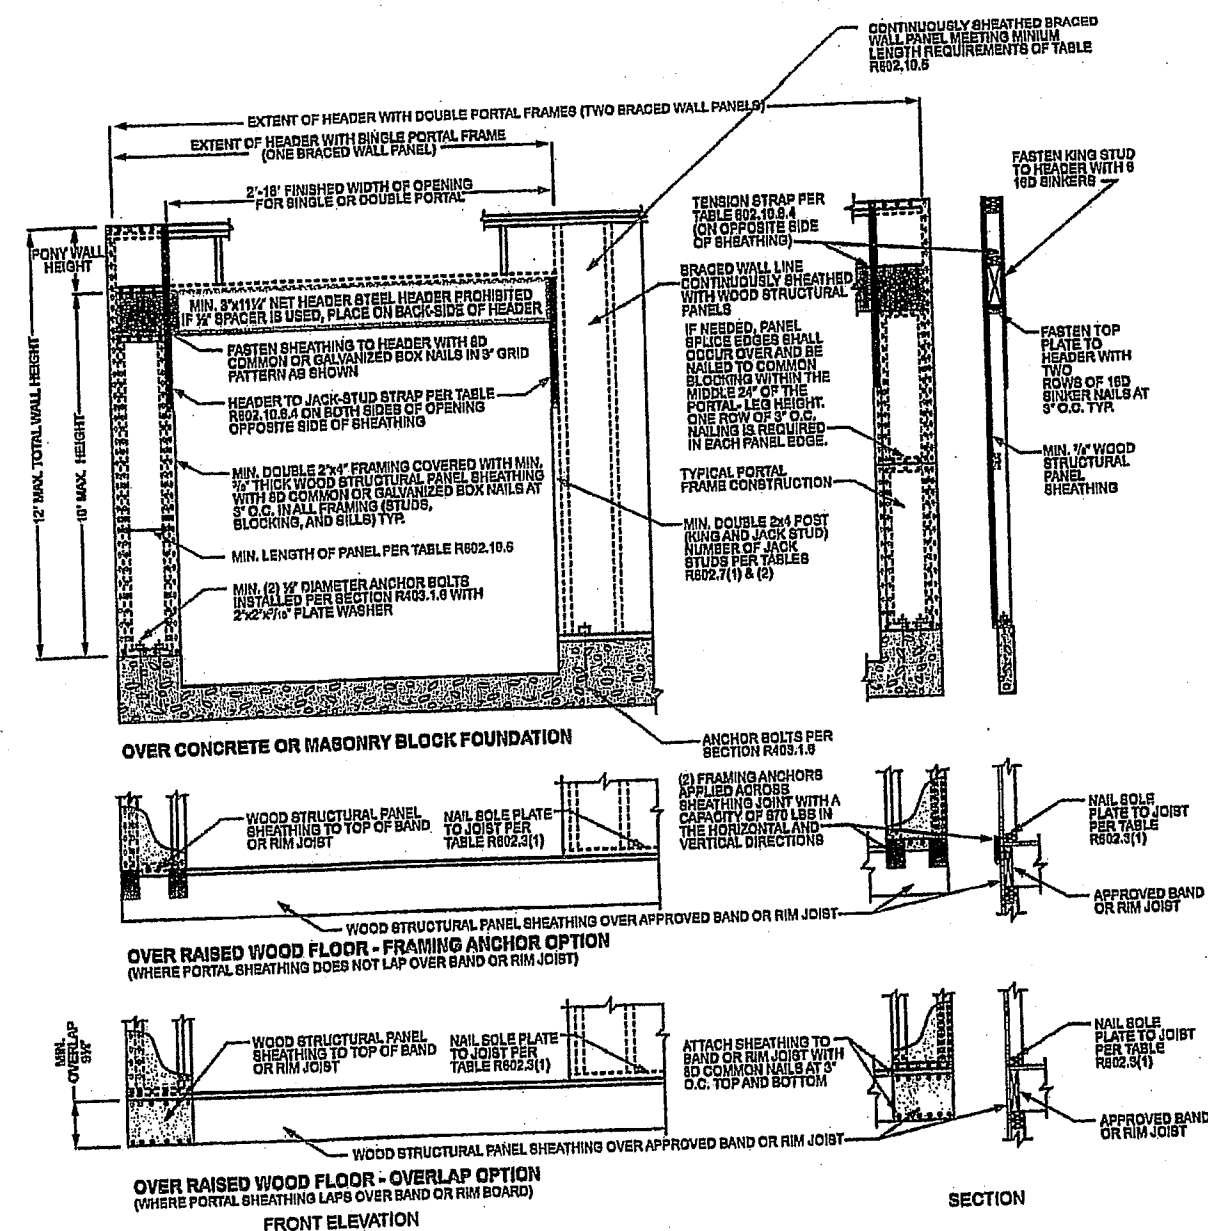 CONTINUOUSLY SHEATHED BRACED
WALL PANEL MEETING MINIUM
LENGTH REQUIREMENTS OF TABLE
R602.10.5
EXTENT OF HEADER WITH DOUBLE PORTAL FRAMES (TWO BRACED WALL PANELS)
EXTENT OF HEADER WITH SINGLE PORTAL FRAME
(ONE BRACED WALL PANEL)
2'-18' FINISHED WIDTH OF OPENING
FOR SINGLE OR DOUBLE PORTAL
FASTEN KING STUD
TO HEADER WITH 6
16D SINKERS
TENSION STRAP PER
TABLE 602.10.6.4
(ON OPPOSITE SIDE
OF SHEATHING)
PONY WALL
HEIGHT
12' MAX. TOTAL WALL HEIGHT
10' MAX. HEIGHT
MIN. 3"x11¼" NET HEADER STEEL HEADER PROHIBITED
IF ½" SPACER IS USED, PLACE ON BACK-SIDE OF HEADER
BRACED WALL LINE
CONTINUOUSLY SHEATHED
WITH WOOD STRUCTURAL
PANELS
FASTEN SHEATHING TO HEADER WITH 8D
COMMON OR GALVANIZED BOX NAILS IN 3" GRID
PATTERN AS SHOWN
HEADER TO JACK-STUD STRAP PER TABLE
R602.10.6.4 ON BOTH SIDES OF OPENING
OPPOSITE SIDE OF SHEATHING
IF NEEDED, PANEL
SPLICE EDGES SHALL
OCCUR OVER AND BE
NAILED TO COMMON
BLOCKING WITHIN THE
MIDDLE 24" OF THE
PORTAL-LEG HEIGHT.
ONE ROW OF 3" O.C.
NAILING IS REQUIRED
IN EACH PANEL EDGE.
FASTEN TOP
PLATE TO
HEADER WITH
TWO
ROWS OF 16D
SINKER NAILS AT
3" O.C. TYP.
MIN. DOUBLE 2"x4" FRAMING COVERED WITH MIN.
⅜" THICK WOOD STRUCTURAL PANEL SHEATHING
WITH 8D COMMON OR GALVANIZED BOX NAILS AT
3" O.C. IN ALL FRAMING (STUDS,
BLOCKING, AND SILLS) TYP.
TYPICAL PORTAL
FRAME CONSTRUCTION
MIN. WOOD
STRUCTURAL
PANEL
SHEATHING
MIN. LENGTH OF PANEL PER TABLE R602.10.5
MIN. DOUBLE 2x4 POST
(KING AND JACK STUD)
NUMBER OF JACK
STUDS PER TABLES
R602.7(1) & (2)
MIN. (2) ½" DIAMETER ANCHOR BOLTS
INSTALLED PER SECTION R403.1.6 WITH
2"x2"x³/₁₆" PLATE WASHER
OVER CONCRETE OR MASONRY BLOCK FOUNDATION
ANCHOR BOLTS PER
SECTION R403.1.6
WOOD STRUCTURAL PANEL
SHEATHING TO TOP OF BAND
OR RIM JOIST
NAIL SOLE PLATE
TO JOIST PER
TABLE R602.3(1)
(2) FRAMING ANCHORS
APPLIED ACROSS
SHEATHING JOINT WITH A
CAPACITY OF 670 LBS IN
THE HORIZONTAL AND
VERTICAL DIRECTIONS
NAIL SOLE
PLATE TO JOIST
PER TABLE
R602.3(1)
APPROVED BAND
OR RIM JOIST
WOOD STRUCTURAL PANEL SHEATHING OVER APPROVED BAND OR RIM JOIST
OVER RAISED WOOD FLOOR - FRAMING ANCHOR OPTION
(WHERE PORTAL SHEATHING DOES NOT LAP OVER BAND OR RIM JOIST)
MIN.
OVERLAP
9¼"
WOOD STRUCTURAL PANEL
SHEATHING TO TOP OF BAND
OR RIM JOIST
NAIL SOLE PLATE
TO JOIST PER
TABLE R602.3(1)
ATTACH SHEATHING TO
BAND OR RIM JOIST WITH
8D COMMON NAILS AT 3"
O.C. TOP AND BOTTOM
NAIL SOLE
PLATE TO JOIST
PER TABLE
R602.3(1)
APPROVED BAND
OR RIM JOIST
WOOD STRUCTURAL PANEL SHEATHING OVER APPROVED BAND OR RIM JOIST
OVER RAISED WOOD FLOOR - OVERLAP OPTION
(WHERE PORTAL SHEATHING LAPS OVER BAND OR RIM BOARD)
FRONT ELEVATION
SECTION